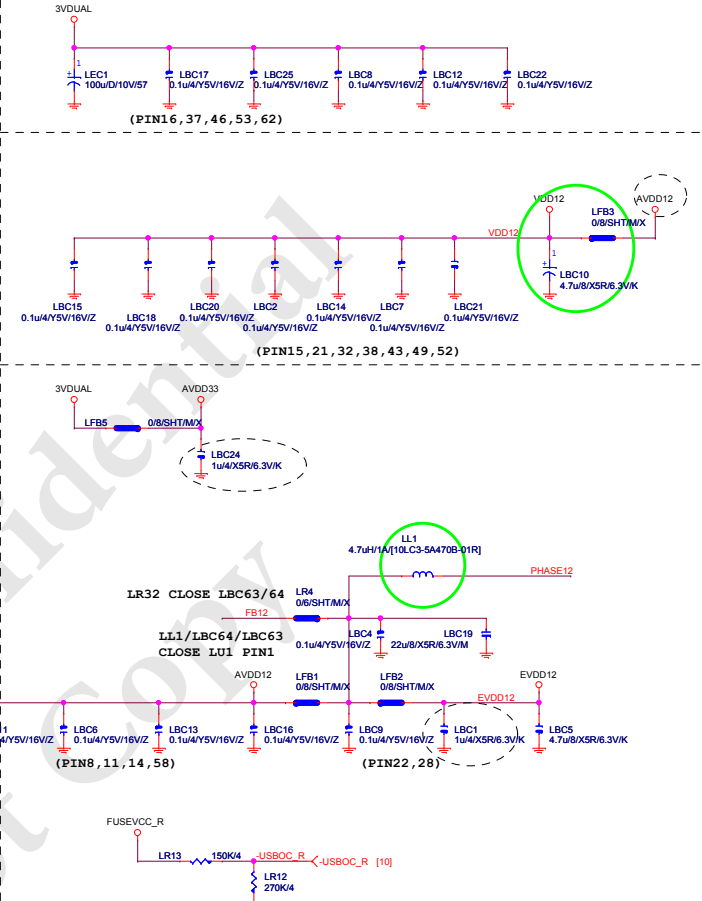 3VDUAL
1
+
LEC1
100u/D/10V/57
LBC17
0.1u/4/Y5V/16V/Z
LBC25
0.1u/4/Y5V/16V/Z
LBC8
0.1u/4/Y5V/16V/Z
LBC12
0.1u/4/Y5V/16V/Z
LBC22
0.1u/4/Y5V/16V/Z
(PIN16,37,46,53,62)
VDD12
AVDD12
LFB3
0/8/SHT/M/X
VDD12
1
+
LBC10
4.7u/8/X5R/6.3V/K
LBC15
0.1u/4/Y5V/16V/Z
LBC18
0.1u/4/Y5V/16V/Z
LBC20
0.1u/4/Y5V/16V/Z
LBC2
0.1u/4/Y5V/16V/Z
LBC14
0.1u/4/Y5V/16V/Z
LBC7
0.1u/4/Y5V/16V/Z
LBC21
0.1u/4/Y5V/16V/Z
(PIN15,21,32,38,43,49,52)
3VDUAL
AVDD33
LFB5
0/8/SHT/M/X
LBC24
1u/4/X5R/6.3V/K
LL1
4.7uH/1A/[10LC3-5A470B-01R]
PHASE12
LR32 CLOSE LBC63/64
LR4
0/6/SHT/M/X
FB12
LL1/LBC64/LBC63
CLOSE LU1 PIN1
LBC4
0.1u/4/Y5V/16V/Z
LBC19
22u/8/X5R/6.3V/M
AVDD12
LFB1
0/8/SHT/M/X
LFB2
0/8/SHT/M/X
EVDD12
EVDD12
1
4/Y5V/16V/Z
LBC6
0.1u/4/Y5V/16V/Z
LBC13
0.1u/4/Y5V/16V/Z
LBC16
0.1u/4/Y5V/16V/Z
LBC9
0.1u/4/Y5V/16V/Z
LBC1
1u/4/X5R/6.3V/K
LBC5
4.7u/8/X5R/6.3V/K
(PIN8,11,14,58)
(PIN22,28)
FUSEVCC_R
LR13
150K/4
-USBOC_R
-USBOC_R [10]
LR12
270K/4
Confidential
Copy